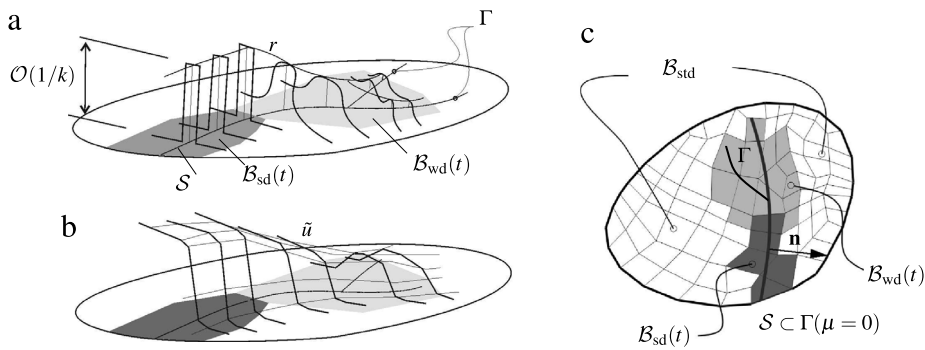 a
𝒪(1/k)
r
Γ
𝒮
ℬsd(t)
ℬwd(t)
b
ũ
c
ℬstd
Γ
n
ℬwd(t)
ℬsd(t)
𝒮 ⊂ Γ(μ = 0)